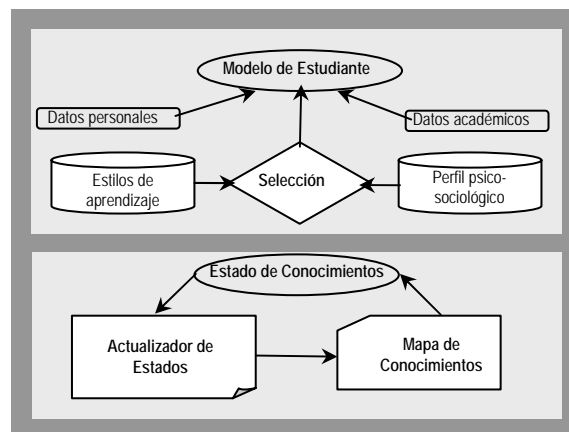 Modelo de Estudiante
Datos personales
Datos académicos
Estilos de
aprendizaje
Selección
Perfil psico-
sociológico
Estado de Conocimientos
Actualizador de
Estados
Mapa de
Conocimientos